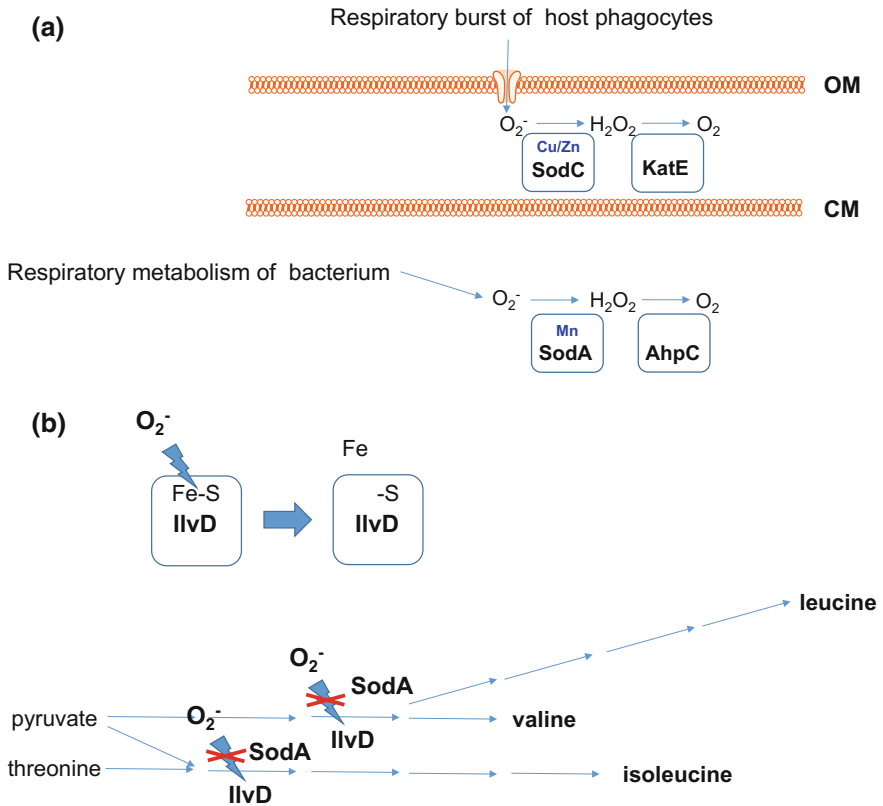 (a)
Respiratory burst of host phagocytes
OM
O₂⁻ H₂O₂ O₂
Cu/Zn
SodC KatE
CM
Respiratory metabolism of bacterium
O₂⁻ H₂O₂ O₂
Mn
SodA AhpC
(b)
O₂⁻
Fe
Fe-S -S
IlvD IlvD
leucine
O₂⁻
SodA
pyruvate O₂⁻ valine
IlvD
SodA
threonine isoleucine
IlvD